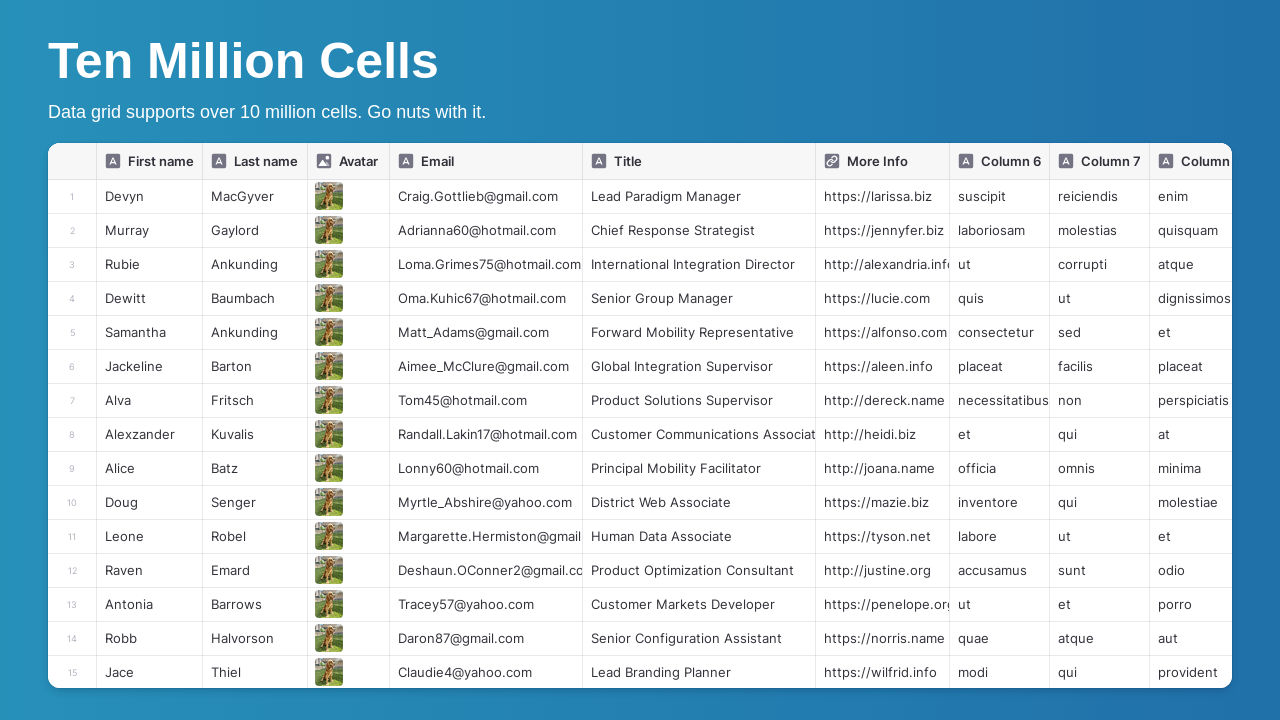 Ten Million Cells
Data grid supports over 10 million cells. Go nuts with it.
First name Last name Avatar Email Title More Info Column 6 Column 7 Column
1 Devyn MacGyver Craig.Gottlieb@gmail.com Lead Paradigm Manager https://larissa.biz suscipit reiciendis enim
2 Murray Gaylord Adrianna60@hotmail.com Chief Response Strategist https://jennyfer.biz laboriosam molestias quisquam
3 Rubie Ankunding Loma.Grimes75@hotmail.com International Integration Director http://alexandria.info ut corrupti atque
4 Dewitt Baumbach Oma.Kuhic67@hotmail.com Senior Group Manager https://lucie.com quis ut dignissimos
5 Samantha Ankunding Matt_Adams@gmail.com Forward Mobility Representative https://alfonso.com consectetur sed et
6 Jackeline Barton Aimee_McClure@gmail.com Global Integration Supervisor https://aleen.info placeat facilis placeat
7 Alva Fritsch Tom45@hotmail.com Product Solutions Supervisor http://dereck.name necessitatibus non perspiciatis
8 Alexzander Kuvalis Randall.Lakin17@hotmail.com Customer Communications Associat http://heidi.biz et qui at
9 Alice Batz Lonny60@hotmail.com Principal Mobility Facilitator http://joana.name officia omnis minima
10 Doug Senger Myrtle_Abshire@yahoo.com District Web Associate https://mazie.biz inventore qui molestiae
11 Leone Robel Margarette.Hermiston@gmail Human Data Associate https://tyson.net labore ut et
12 Raven Emard Deshaun.OConner2@gmail.co Product Optimization Consultant http://justine.org accusamus sunt odio
13 Antonia Barrows Tracey57@yahoo.com Customer Markets Developer https://penelope.org ut et porro
14 Robb Halvorson Daron87@gmail.com Senior Configuration Assistant https://norris.name quae atque aut
15 Jace Thiel Claudie4@yahoo.com Lead Branding Planner https://wilfrid.info modi qui provident